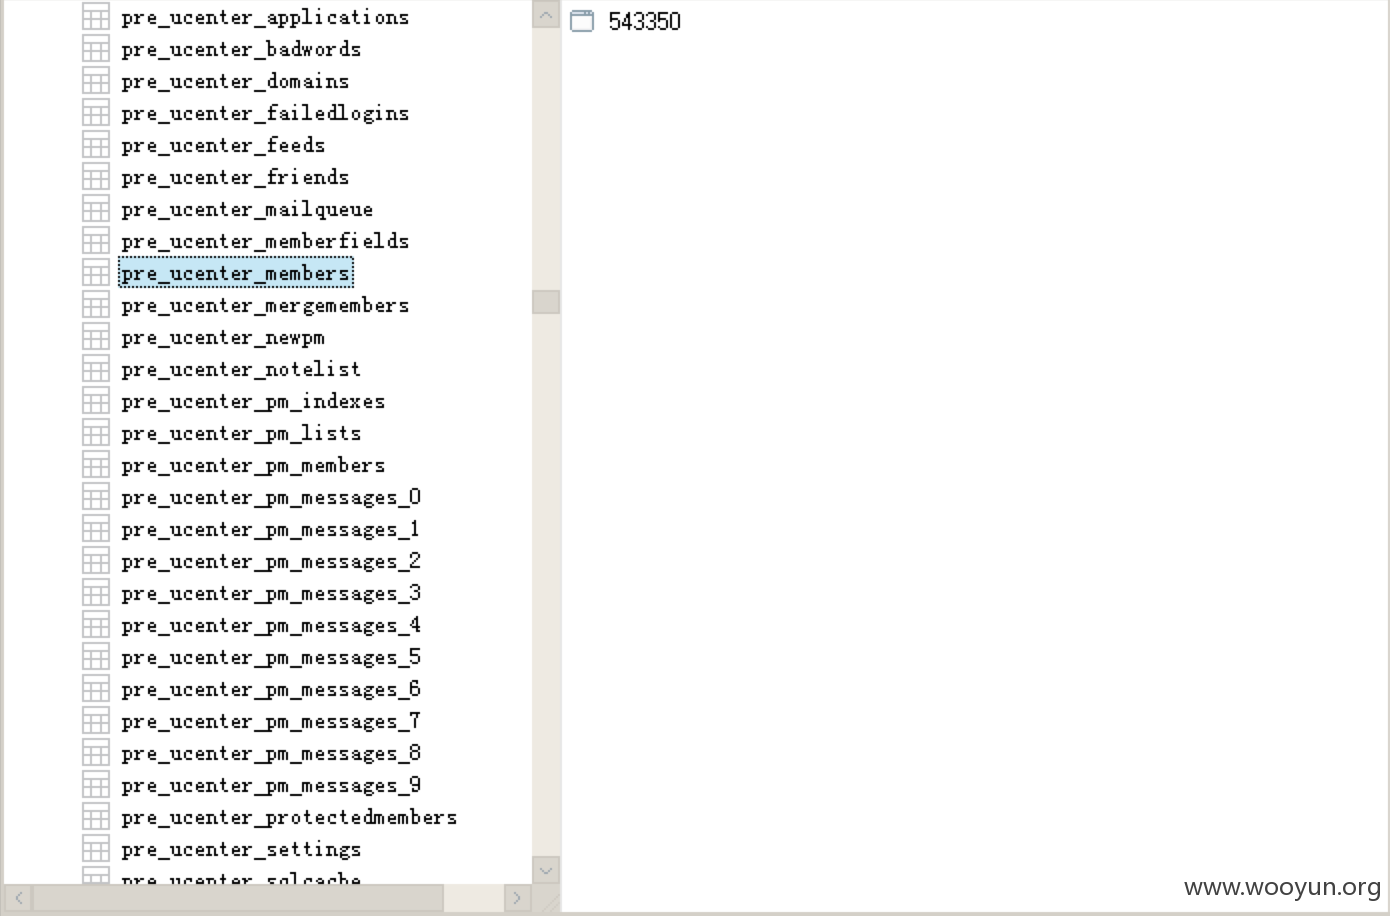 pre_ucenter_applications
pre_ucenter_badwords
pre_ucenter_domains
pre_ucenter_failedlogins
pre_ucenter_feeds
pre_ucenter_friends
pre_ucenter_mailqueue
pre_ucenter_memberfields
pre_ucenter_members
pre_ucenter_mergemembers
pre_ucenter_newpm
pre_ucenter_notelist
pre_ucenter_pm_indexes
pre_ucenter_pm_lists
pre_ucenter_pm_members
pre_ucenter_pm_messages_0
pre_ucenter_pm_messages_1
pre_ucenter_pm_messages_2
pre_ucenter_pm_messages_3
pre_ucenter_pm_messages_4
pre_ucenter_pm_messages_5
pre_ucenter_pm_messages_6
pre_ucenter_pm_messages_7
pre_ucenter_pm_messages_8
pre_ucenter_pm_messages_9
pre_ucenter_protectedmembers
pre_ucenter_settings
pre_ucenter_sqlcache
543350
www.wooyun.org